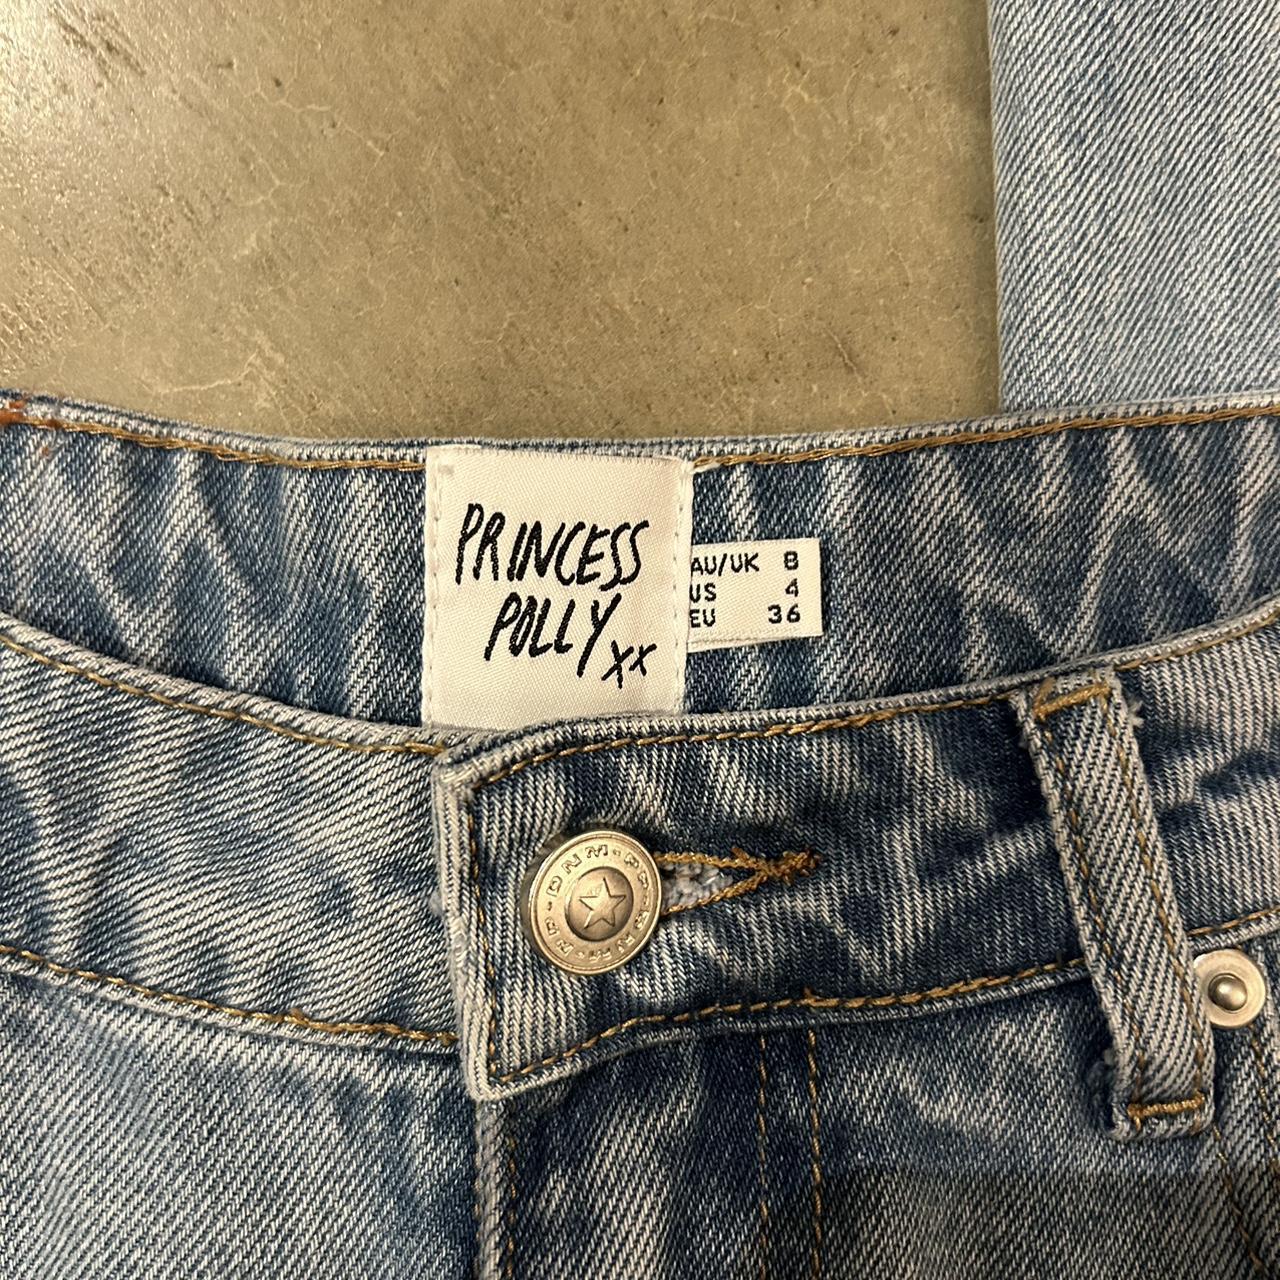 PRINCESS
POLLY xx
AU/UK 8
US 4
EU 36